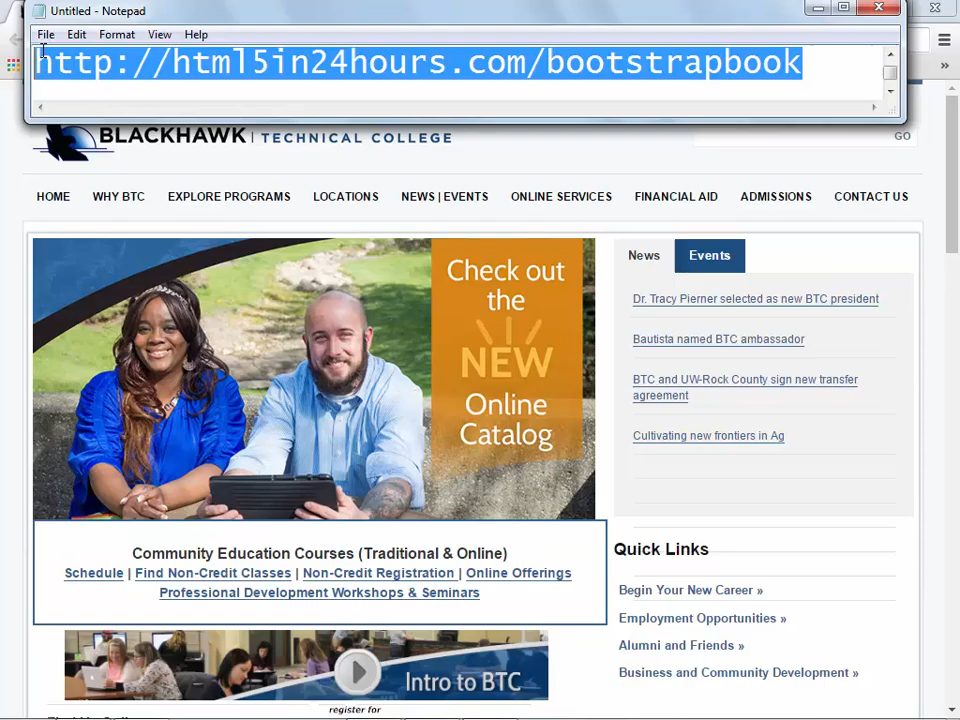 Untitled - Notepad
File Edit Format View Help
http://html5in24hours.com/bootstrapbook
BLACKHAWK | TECHNICAL COLLEGE
GO
HOME WHY BTC EXPLORE PROGRAMS LOCATIONS NEWS | EVENTS ONLINE SERVICES FINANCIAL AID ADMISSIONS CONTACT US
Check out
the
NEW
Online
Catalog
News Events
Dr. Tracy Pierner selected as new BTC president
Bautista named BTC ambassador
BTC and UW-Rock County sign new transfer
agreement
Cultivating new frontiers in Ag
Community Education Courses (Traditional & Online)
Schedule | Find Non-Credit Classes | Non-Credit Registration | Online Offerings
Professional Development Workshops & Seminars
Quick Links
Begin Your New Career »
Employment Opportunities »
Alumni and Friends »
Business and Community Development »
Intro to BTC
register for